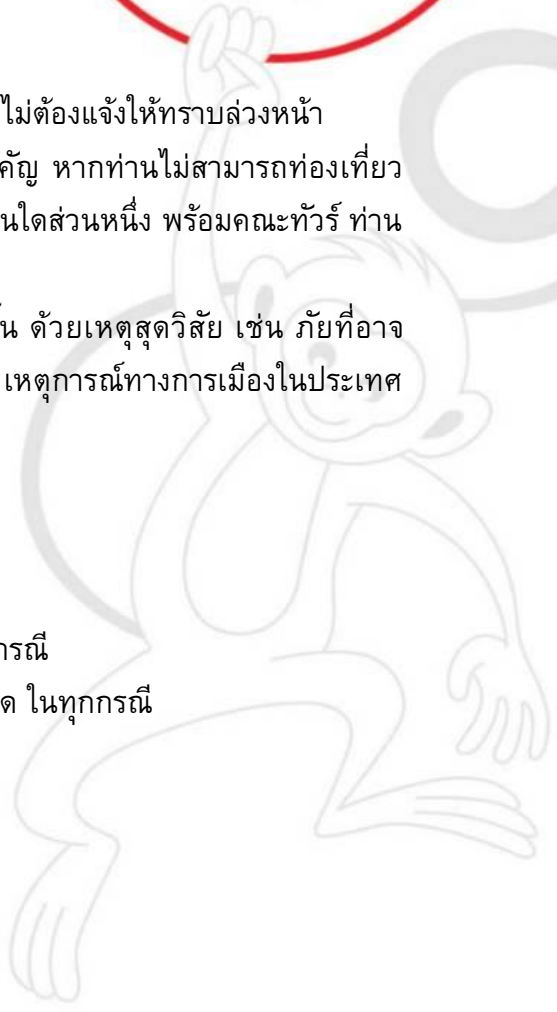 ไม่ต้องแจ้งให้ทราบล่วงหน้า
คัญ หากท่านไม่สามารถท่องเที่ยว
นใดส่วนหนึ่ง พร้อมคณะทัวร์ ท่าน
ด้วยเหตุสุดวิสัย เช่น ภัยที่อาจ
เหตุการณ์ทางการเมืองในประเทศ
ารณี
ด ในทุกกรณี